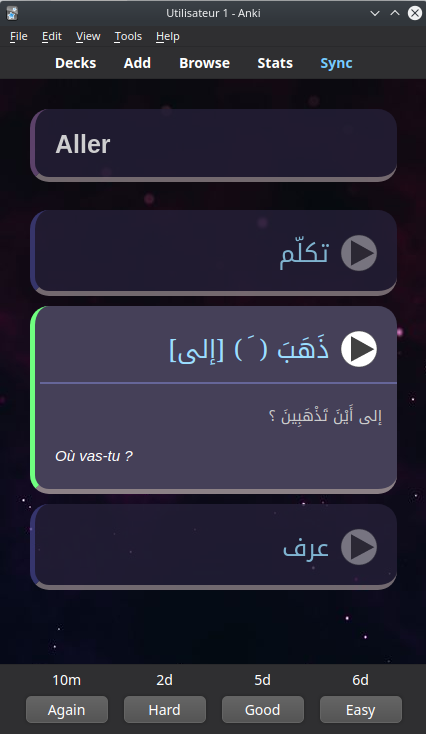 Utilisateur 1 - Anki
File Edit View Tools Help
Decks Add Browse Stats Sync
Aller
تكلّم
ذَهَبَ ( َ ) [إلى]
إلى أَيْنَ تَذْهَبِينَ ؟
Où vas-tu ?
عرف
10m 2d 5d 6d
Again Hard Good Easy